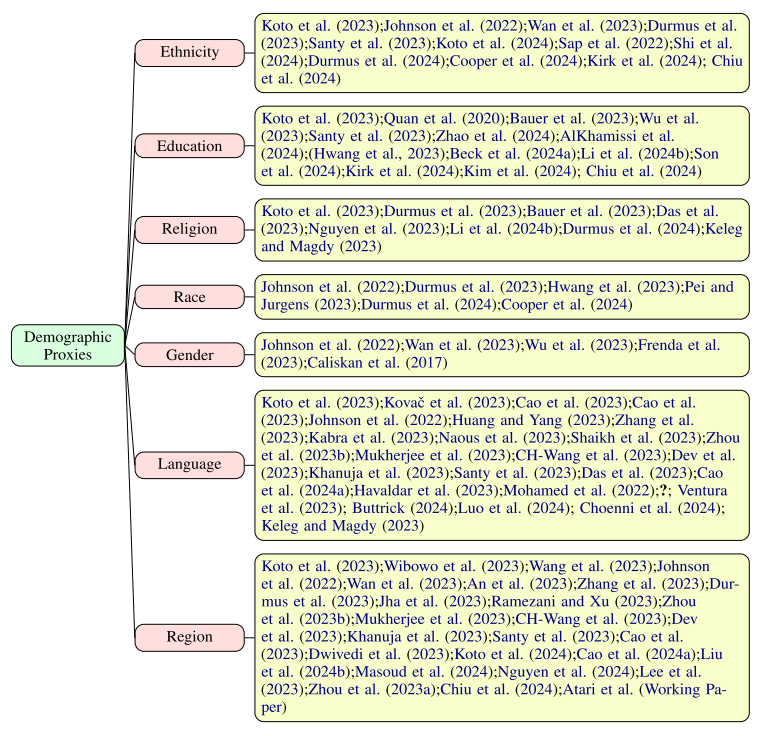 Demographic
Proxies
Ethnicity
Koto et al. (2023);Johnson et al. (2022);Wan et al. (2023);Durmus et al.
(2023);Santy et al. (2023);Koto et al. (2024);Sap et al. (2022);Shi et al.
(2024);Durmus et al. (2024);Cooper et al. (2024);Kirk et al. (2024); Chiu
et al. (2024)
Education
Koto et al. (2023);Quan et al. (2020);Bauer et al. (2023);Wu et al.
(2023);Santy et al. (2023);Zhao et al. (2024);AlKhamissi et al.
(2024);(Hwang et al., 2023);Beck et al. (2024a);Li et al. (2024b);Son
et al. (2024);Kirk et al. (2024);Kim et al. (2024); Chiu et al. (2024)
Religion
Koto et al. (2023);Durmus et al. (2023);Bauer et al. (2023);Das et al.
(2023);Nguyen et al. (2023);Li et al. (2024b);Durmus et al. (2024);Keleg
and Magdy (2023)
Race
Johnson et al. (2022);Durmus et al. (2023);Hwang et al. (2023);Pei and
Jurgens (2023);Durmus et al. (2024);Cooper et al. (2024)
Gender
Johnson et al. (2022);Wan et al. (2023);Wu et al. (2023);Frenda et al.
(2023);Caliskan et al. (2017)
Language
Koto et al. (2023);Kovač et al. (2023);Cao et al. (2023);Cao et al.
(2023);Johnson et al. (2022);Huang and Yang (2023);Zhang et al.
(2023);Kabra et al. (2023);Naous et al. (2023);Shaikh et al. (2023);Zhou
et al. (2023b);Mukherjee et al. (2023);CH-Wang et al. (2023);Dev et al.
(2023);Khanuja et al. (2023);Santy et al. (2023);Das et al. (2023);Cao
et al. (2024a);Havaldar et al. (2023);Mohamed et al. (2022);?; Ventura
et al. (2023); Buttrick (2024);Luo et al. (2024); Choenni et al. (2024);
Keleg and Magdy (2023)
Region
Koto et al. (2023);Wibowo et al. (2023);Wang et al. (2023);Johnson
et al. (2022);Wan et al. (2023);An et al. (2023);Zhang et al. (2023);Dur-
mus et al. (2023);Jha et al. (2023);Ramezani and Xu (2023);Zhou
et al. (2023b);Mukherjee et al. (2023);CH-Wang et al. (2023);Dev
et al. (2023);Khanuja et al. (2023);Santy et al. (2023);Cao et al.
(2023);Dwivedi et al. (2023);Koto et al. (2024);Cao et al. (2024a);Liu
et al. (2024b);Masoud et al. (2024);Nguyen et al. (2024);Lee et al.
(2023);Zhou et al. (2023a);Chiu et al. (2024);Atari et al. (Working Pa-
per)